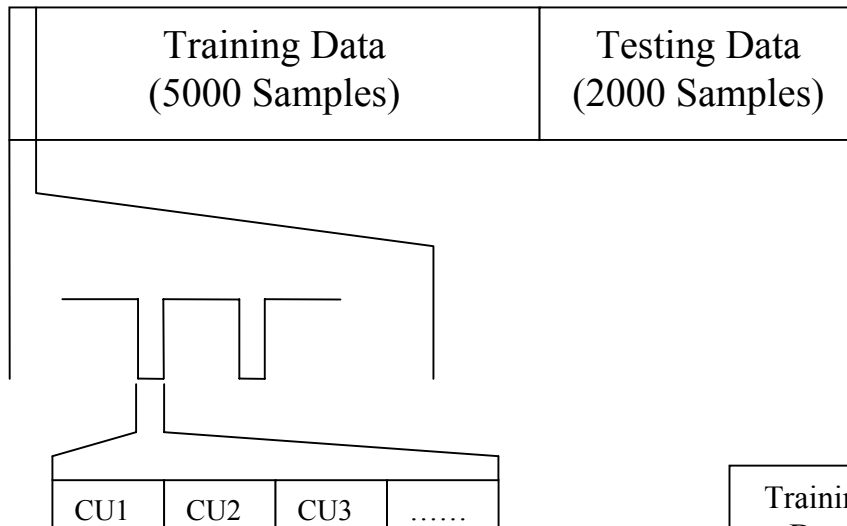 Training Data
(5000 Samples)
Testing Data
(2000 Samples)
CU1 CU2 CU3 ……